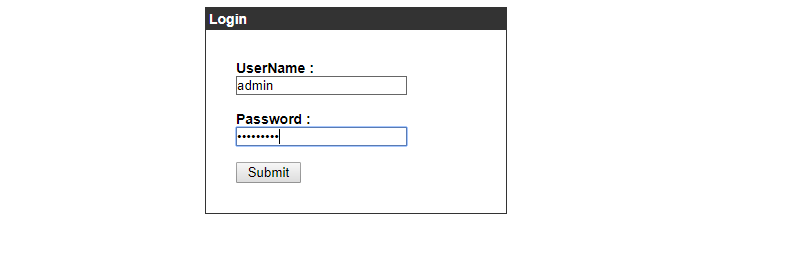 Login
UserName :
admin
Password :
•••••••••
Submit